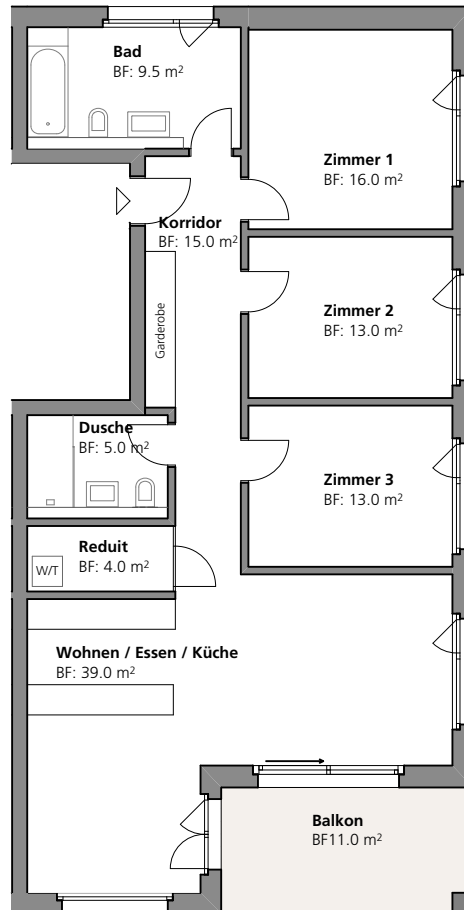 Bad
BF: 9.5 m²
Zimmer 1
BF: 16.0 m²
Korridor
BF: 15.0 m²
Garderobe
Zimmer 2
BF: 13.0 m²
Dusche
BF: 5.0 m²
Zimmer 3
BF: 13.0 m²
Reduit
BF: 4.0 m²
W/T
Wohnen / Essen / Küche
BF: 39.0 m²
Balkon
BF11.0 m²